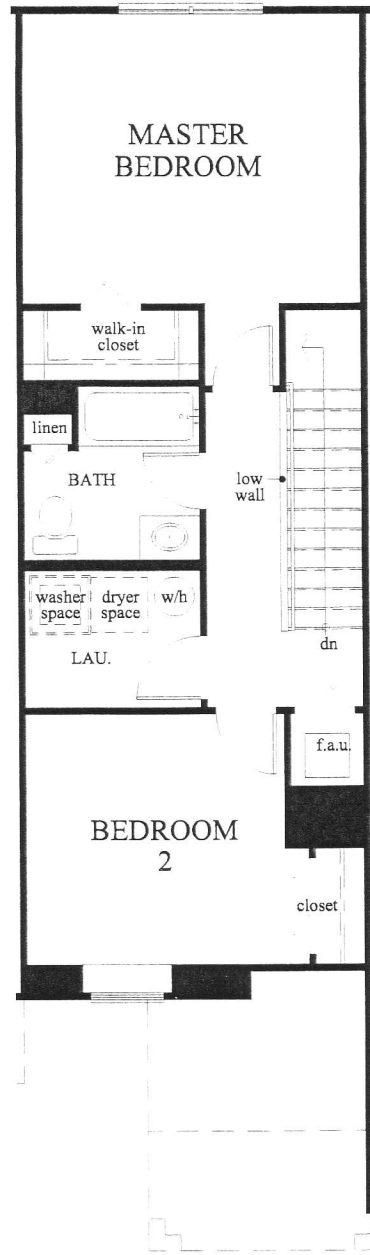 MASTER
BEDROOM
walk-in
closet
linen
BATH
low
wall
washer
space
dryer
space
w/h
LAU.
dn
f.a.u.
BEDROOM
2
closet